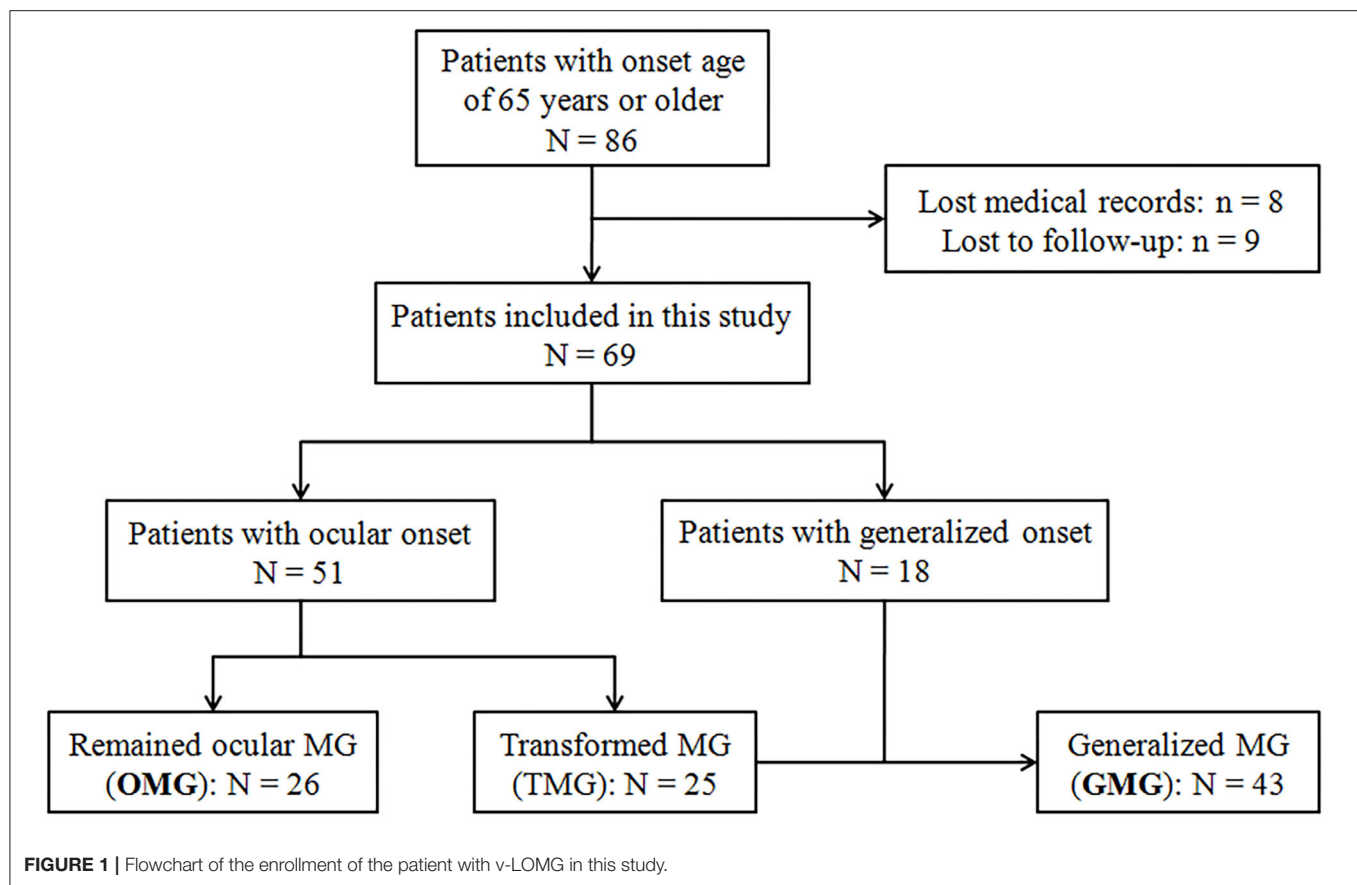 Patients with onset age
of 65 years or older
N = 86
Lost medical records: n = 8
Lost to follow-up: n = 9
Patients included in this study
N = 69
Patients with ocular onset
N = 51
Patients with generalized onset
N = 18
Remained ocular MG
(OMG): N = 26
Transformed MG
(TMG): N = 25
Generalized MG
(GMG): N = 43
FIGURE 1 | Flowchart of the enrollment of the patient with v-LOMG in this study.